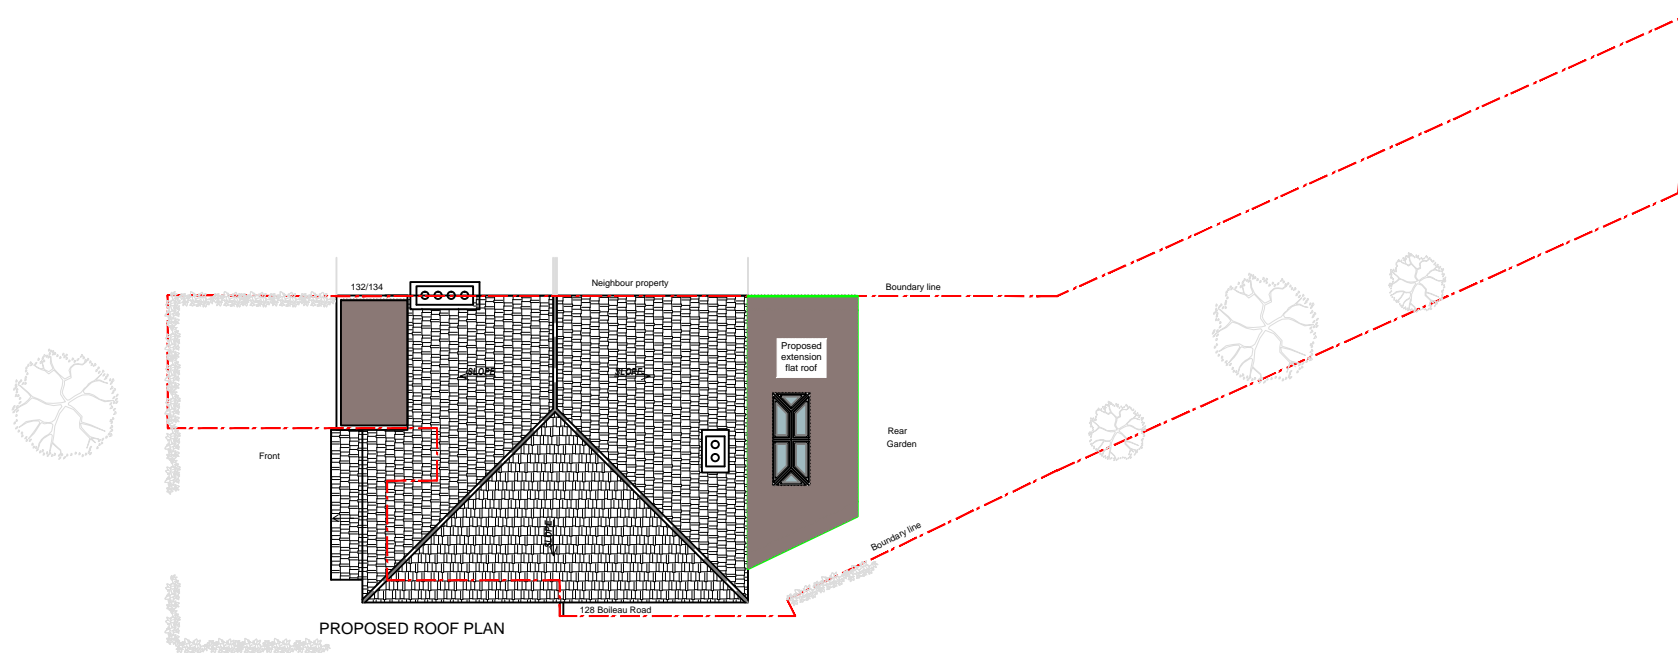 132/134
Neighbour property
Boundary line
Proposed
extension
flat roof
SLOPE
SLOPE
Rear
Garden
Front
SLOPE
Boundary line
128 Boileau Road
PROPOSED ROOF PLAN